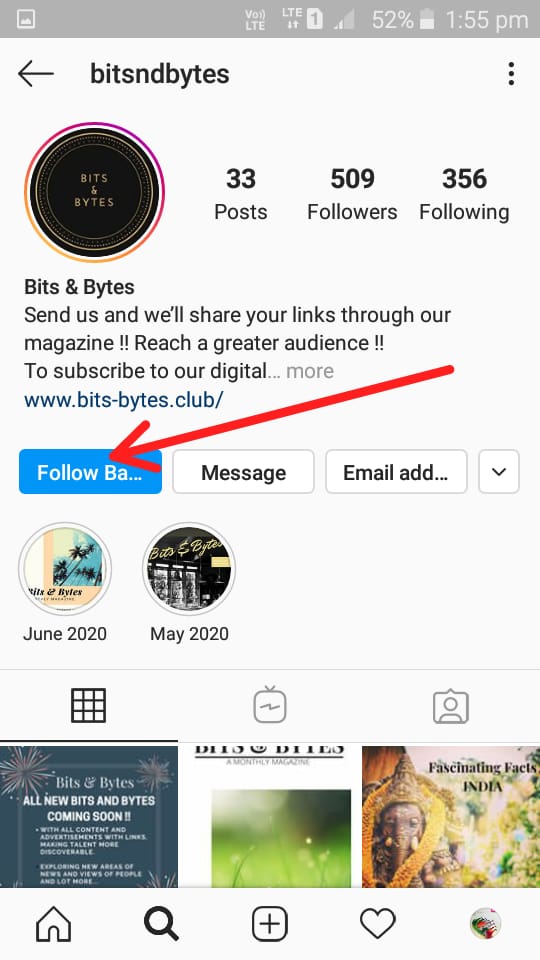 Vo))
LTE
LTE
1
52%
1:55 pm
bitsndbytes
BITS
&
BYTES
33
Posts
509
Followers
356
Following
Bits & Bytes
Send us and we’ll share your links through our
magazine !! Reach a greater audience !!
To subscribe to our digital... more
www.bits-bytes.club/
Follow Ba...
Message
Email add...
Bits & Bytes
Bits & Bytes
June 2020
May 2020
Bits & Bytes
ALL NEW BITS AND BYTES
COMING SOON !!
• WITH ALL CONTENT AND
ADVERTISEMENTS WITH LINKS.
MAKING TALENT MORE
DISCOVERABLE.
• EXPLORING NEW AREAS OF
NEWS AND VIEWS OF PEOPLE
AND LOT MORE...
BITS & BYTES
A MONTHLY MAGAZINE
Fascinating Facts
INDIA